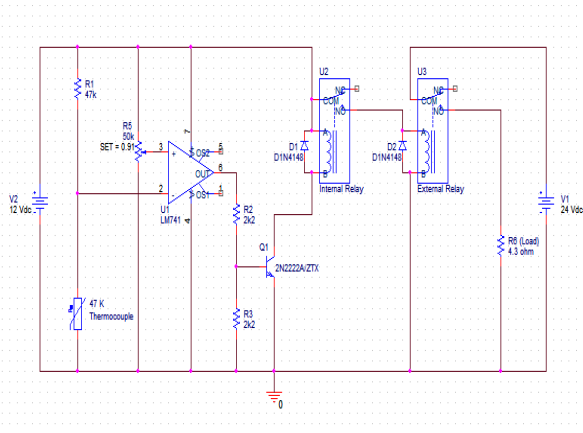 U2
U3
NC
COM
NO
NC
COM
NO
R1
47k
R5
50k
SET = 0.91
7
3
+
5
OS2
6
OUT
2
-
1
OS1
U1
LM741
4
D1
D1N4148
A
B
Internal Relay
D2
D1N4148
A
B
External Relay
V2
12 Vdc
+
-
V1
24 Vdc
+
-
R2
2k2
Q1
2N2222A/ZTX
R6 (Load)
4.3 ohm
47 K
Thermocouple
R3
2k2
0